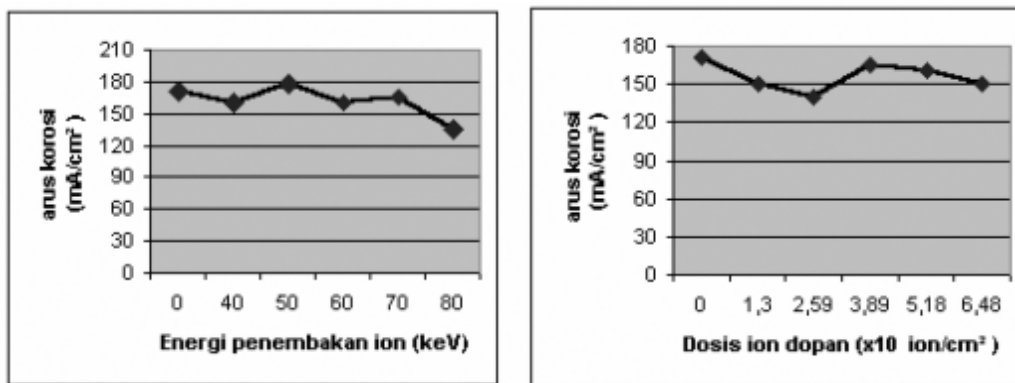 210
180
150
120
90
60
30
0
arus korosi
(mA/cm²)
0 40 50 60 70 80
Energi penembakan ion (keV)
180
150
120
90
60
30
0
arus korosi
(mA/cm²)
0 1,3 2,59 3,89 5,18 6,48
Dosis ion dopan (x10 ion/cm²)